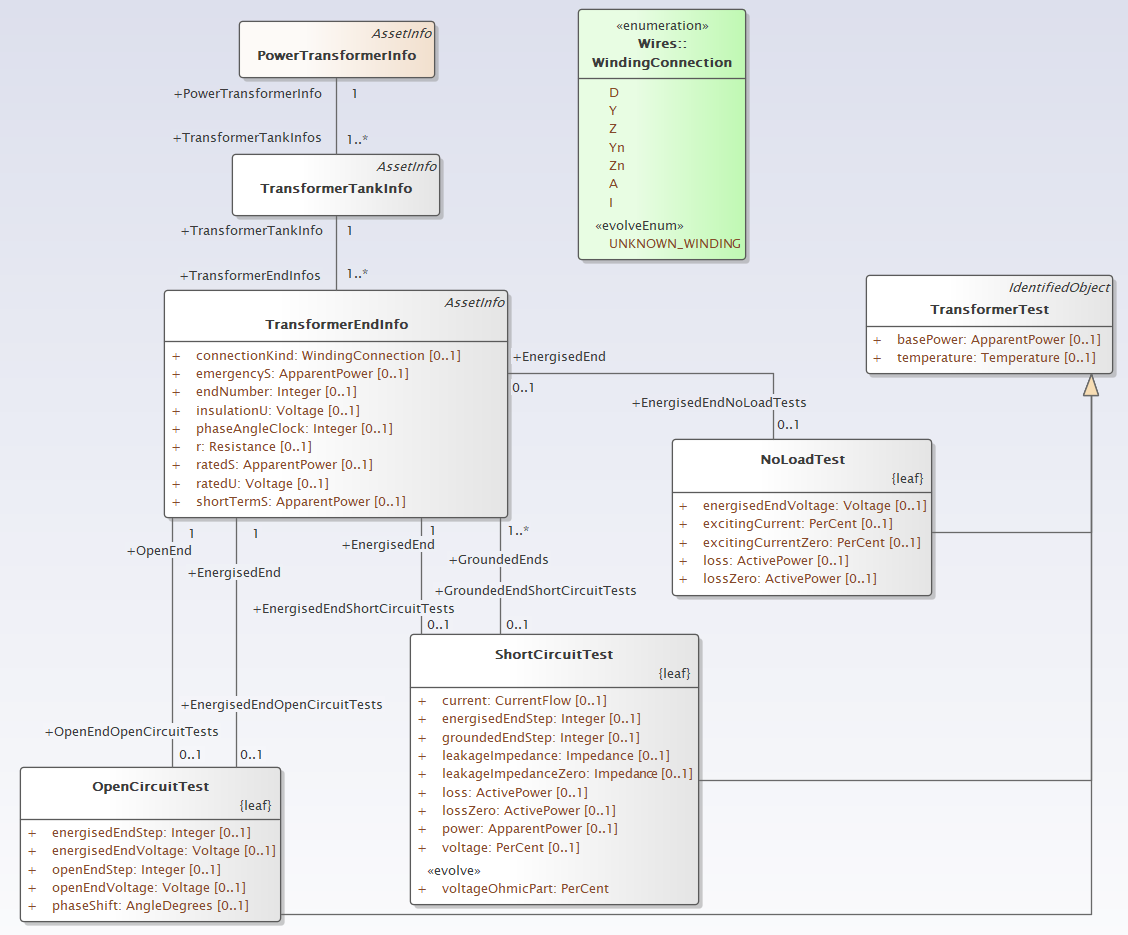 AssetInfo
PowerTransformerInfo
+PowerTransformerInfo
1
+TransformerTankInfos
1..*
AssetInfo
TransformerTankInfo
+TransformerTankInfo
1
+TransformerEndInfos
1..*
«enumeration»
Wires::
WindingConnection
D
Y
Z
Yn
Zn
A
I
«evolveEnum»
UNKNOWN_WINDING
AssetInfo
TransformerEndInfo
+ connectionKind: WindingConnection [0..1]
+ emergencyS: ApparentPower [0..1]
+ endNumber: Integer [0..1]
+ insulationU: Voltage [0..1]
+ phaseAngleClock: Integer [0..1]
+ r: Resistance [0..1]
+ ratedS: ApparentPower [0..1]
+ ratedU: Voltage [0..1]
+ shortTermS: ApparentPower [0..1]
IdentifiedObject
TransformerTest
+ basePower: ApparentPower [0..1]
+ temperature: Temperature [0..1]
+EnergisedEnd
0..1
+EnergisedEndNoLoadTests
0..1
NoLoadTest
{leaf}
+ energisedEndVoltage: Voltage [0..1]
+ excitingCurrent: PerCent [0..1]
+ excitingCurrentZero: PerCent [0..1]
+ loss: ActivePower [0..1]
+ lossZero: ActivePower [0..1]
1
+OpenEnd
1
+EnergisedEnd
1
+EnergisedEnd
1..*
+GroundedEnds
+GroundedEndShortCircuitTests
+EnergisedEndShortCircuitTests
0..1
0..1
ShortCircuitTest
{leaf}
+ current: CurrentFlow [0..1]
+ energisedEndStep: Integer [0..1]
+ groundedEndStep: Integer [0..1]
+ leakageImpedance: Impedance [0..1]
+ leakageImpedanceZero: Impedance [0..1]
+ loss: ActivePower [0..1]
+ lossZero: ActivePower [0..1]
+ power: ApparentPower [0..1]
+ voltage: PerCent [0..1]
«evolve»
+ voltageOhmicPart: PerCent
+EnergisedEndOpenCircuitTests
+OpenEndOpenCircuitTests
0..1
0..1
OpenCircuitTest
{leaf}
+ energisedEndStep: Integer [0..1]
+ energisedEndVoltage: Voltage [0..1]
+ openEndStep: Integer [0..1]
+ openEndVoltage: Voltage [0..1]
+ phaseShift: AngleDegrees [0..1]